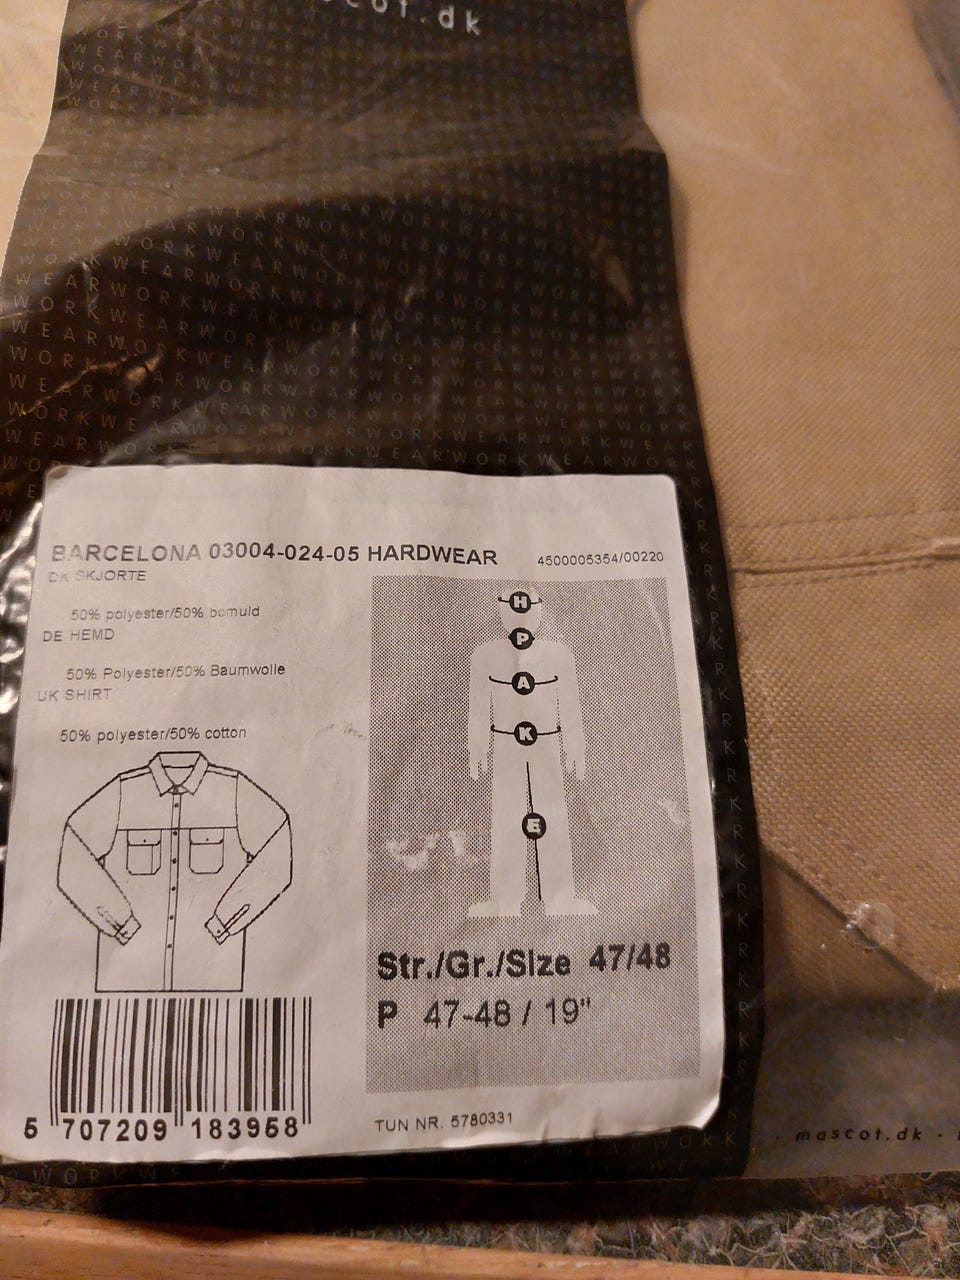 scot.dk
WORKWEARWORKWEARWORKWEAR
BARCELONA 03004-024-05 HARDWEAR
4500005354/00220
DK SKJORTE
50% polyester/50% bomuld
DE HEMD
50% Polyester/50% Baumwolle
UK SHIRT
50% polyester/50% cotton
H
P
A
K
E
Str./Gr./Size 47/48
P 47-48 / 19"
5 707209 183958
TUN NR. 5780331
mascot.dk